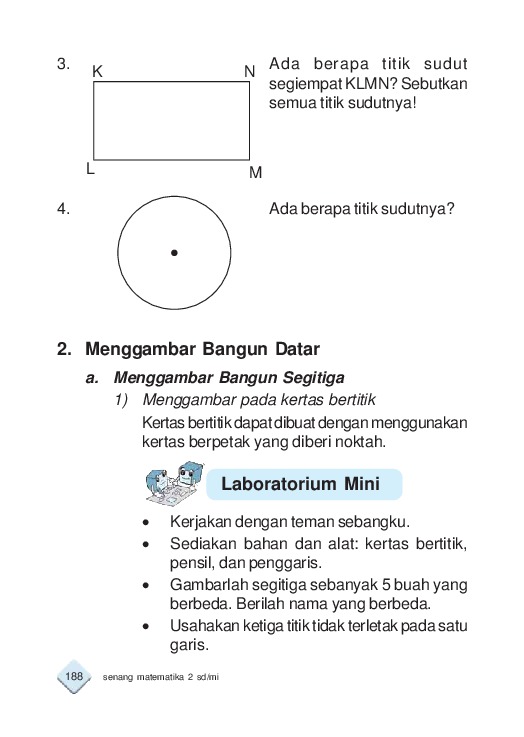 3.
K
N
L
M
Ada berapa titik sudut
segiempat KLMN? Sebutkan
semua titik sudutnya!
4.
Ada berapa titik sudutnya?
2. Menggambar Bangun Datar
a. Menggambar Bangun Segitiga
1) Menggambar pada kertas bertitik
Kertas bertitik dapat dibuat dengan menggunakan
kertas berpetak yang diberi noktah.
Laboratorium Mini
• Kerjakan dengan teman sebangku.
• Sediakan bahan dan alat: kertas bertitik,
pensil, dan penggaris.
• Gambarlah segitiga sebanyak 5 buah yang
berbeda. Berilah nama yang berbeda.
• Usahakan ketiga titik tidak terletak pada satu
garis.
188 senang matematika 2 sd/mi